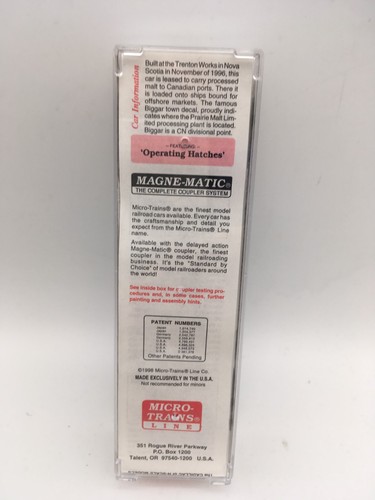 Car Information
Built at the Trenton Works in Nova
Scotia in November of 1996, this
car is leased to carry processed
malt to Canadian ports. There it
is loaded onto ships bound for
offshore markets. The famous
Biggar town decal, proudly indi-
cates where the Prairie Malt Lim-
ited processing plant is located.
Biggar is a CN divisional point.
—FEATURING—
'Operating Hatches'
MAGNE-MATIC®
THE COMPLETE COUPLER SYSTEM
Micro-Trains® are the finest model
railroad cars available. Every car has
the craftsmanship and detail you
expect from the Micro-Trains® Line
name.
Available with the delayed action
Magne-Matic® coupler, the finest
coupler in the model railroading
business. It's the "Standard by
Choice" of model railroaders around
the world!
See inside box for coupler testing pro-
cedures and, in some cases, further
painting and assembly hints.
PATENT NUMBERS
Other Patents Pending
Micro-Trains® Line Co.
MADE EXCLUSIVELY IN THE U.S.A.
Not recommended for minors
MICRO-
TRAINS®
LINE
351 Rogue River Parkway
P.O. Box 1200
Talent, OR 97540-1200 U.S.A.